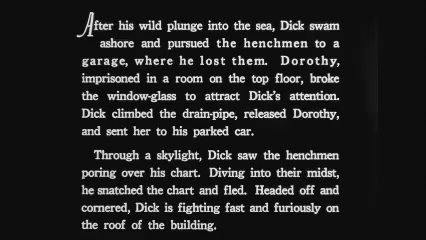 After his wild plunge into the sea, Dick swam
ashore and pursued the henchmen to a
garage, where he lost them. Dorothy,
imprisoned in a room on the top floor, broke
the window-glass to attract Dick's attention.
Dick climbed the drain-pipe, released Dorothy,
and sent her to his parked car.
Through a skylight, Dick saw the henchmen
poring over his chart. Diving into their midst,
he snatched the chart and fled. Headed off and
cornered, Dick is fighting fast and furiously on
the roof of the building.